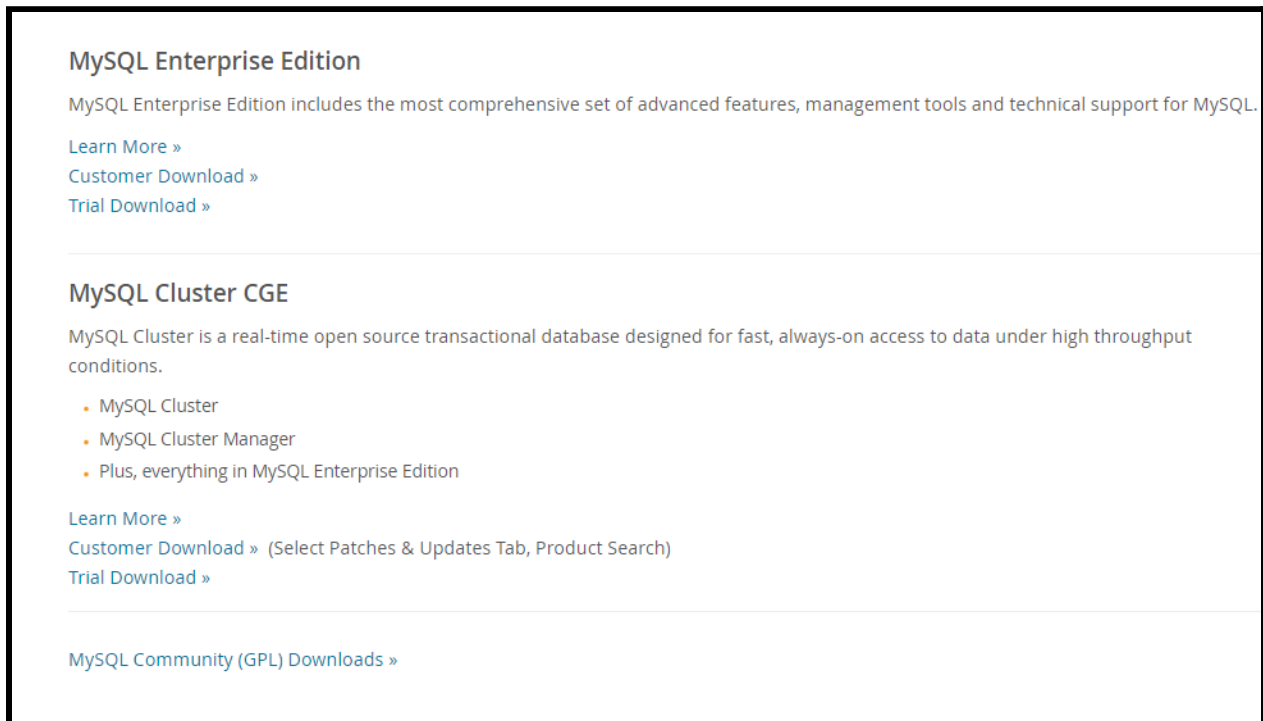 MySQL Enterprise Edition
MySQL Enterprise Edition includes the most comprehensive set of advanced features, management tools and technical support for MySQL.
Learn More »
Customer Download »
Trial Download »
MySQL Cluster CGE
MySQL Cluster is a real-time open source transactional database designed for fast, always-on access to data under high throughput
conditions.
• MySQL Cluster
• MySQL Cluster Manager
• Plus, everything in MySQL Enterprise Edition
Learn More »
Customer Download » (Select Patches & Updates Tab, Product Search)
Trial Download »
MySQL Community (GPL) Downloads »